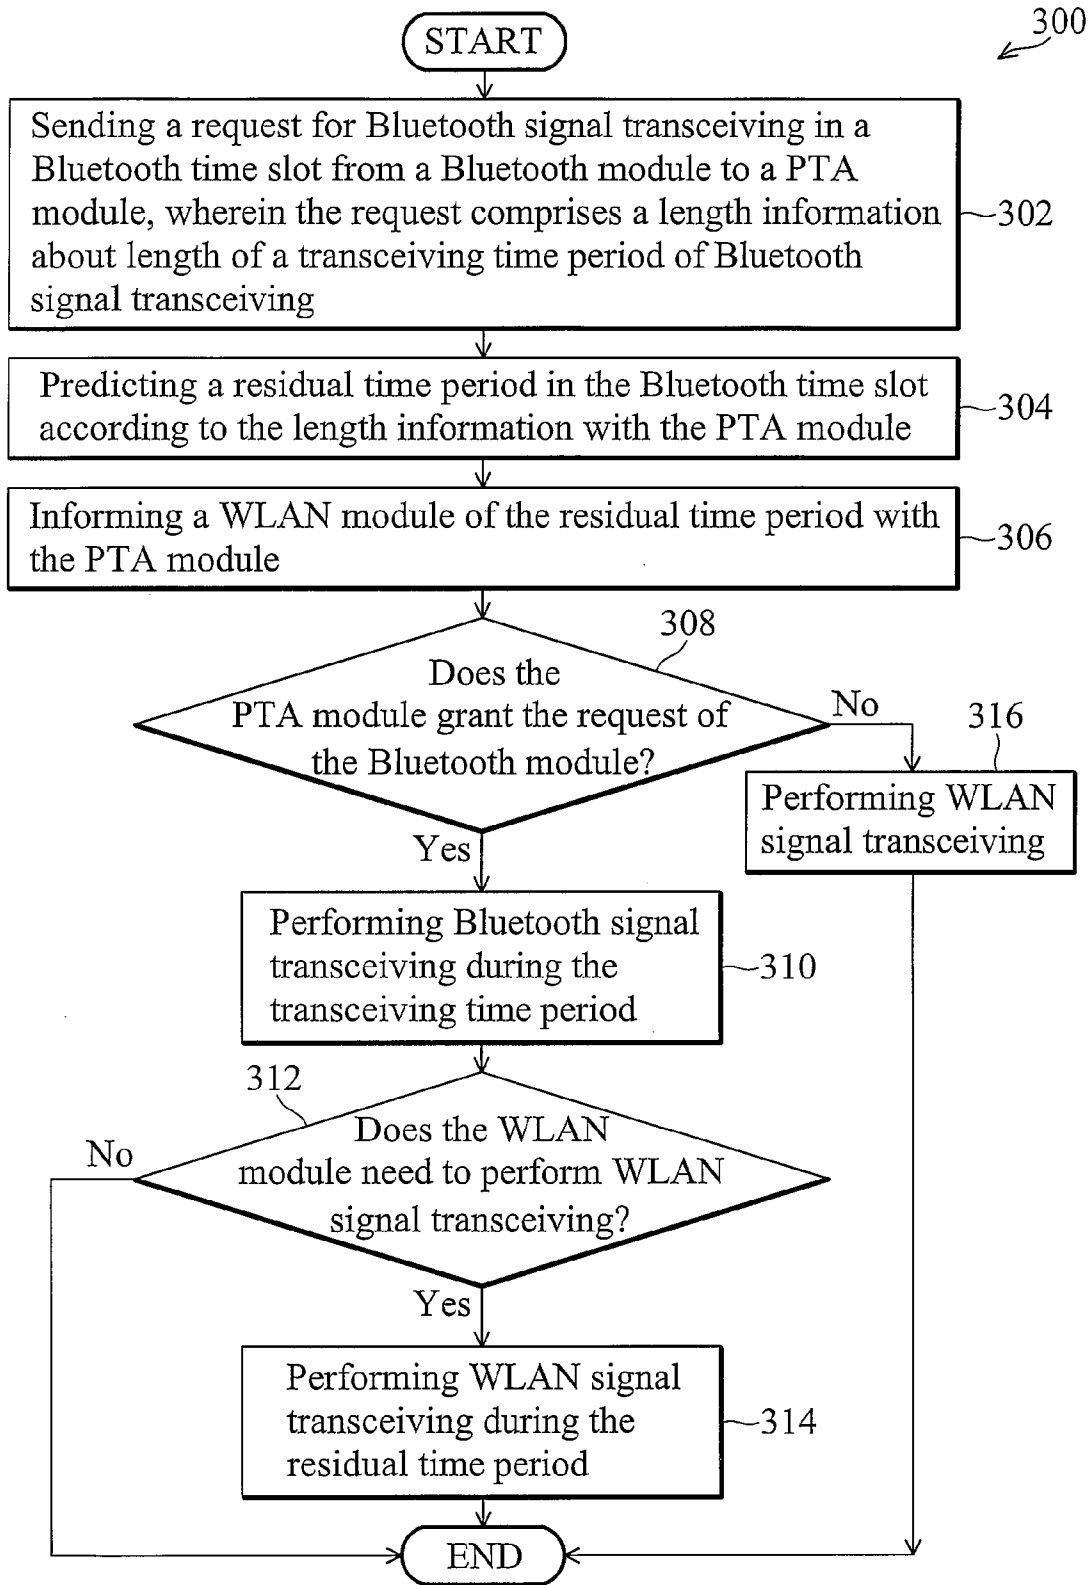 300
START
Sending a request for Bluetooth signal transceiving in a
Bluetooth time slot from a Bluetooth module to a PTA
module, wherein the request comprises a length information
about length of a transceiving time period of Bluetooth
signal transceiving
302
Predicting a residual time period in the Bluetooth time slot
according to the length information with the PTA module
304
Informing a WLAN module of the residual time period with
the PTA module
306
308
Does the
PTA module grant the request of
the Bluetooth module?
No
316
Performing WLAN
signal transceiving
Yes
Performing Bluetooth signal
transceiving during the
transceiving time period
310
312
Does the WLAN
module need to perform WLAN
signal transceiving?
No
Yes
Performing WLAN signal
transceiving during the
residual time period
314
END